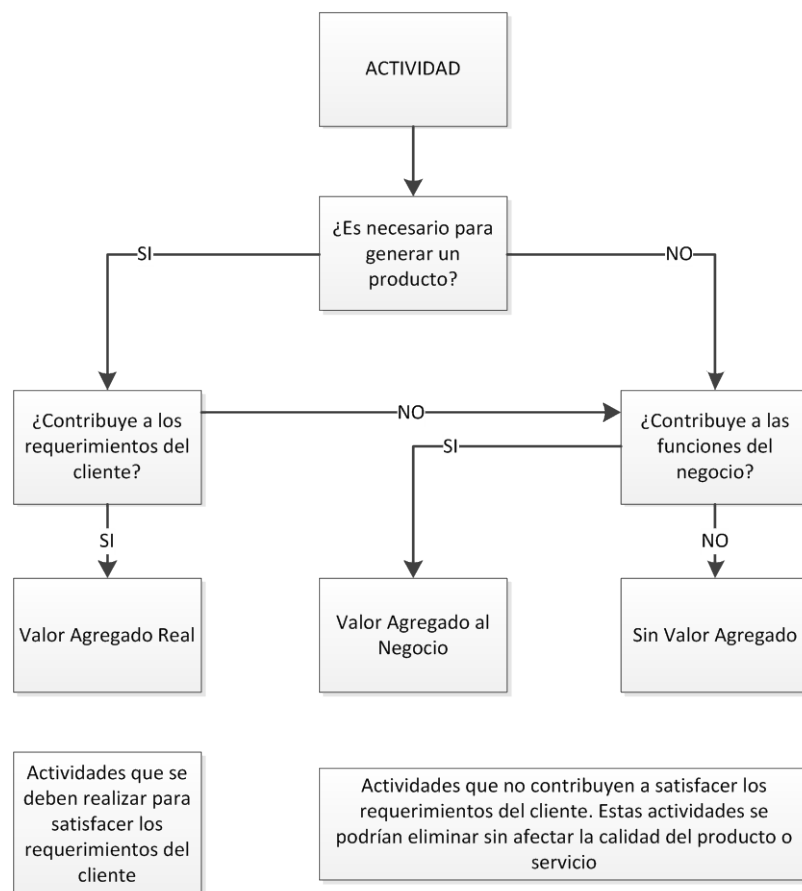 ACTIVIDAD
¿Es necesario para
generar un
producto?
SI
NO
¿Contribuye a los
requerimientos del
cliente?
NO
¿Contribuye a las
funciones del
negocio?
SI
SI
NO
Valor Agregado Real
Valor Agregado al
Negocio
Sin Valor Agregado
Actividades que se
deben realizar para
satisfacer los
requerimientos del
cliente
Actividades que no contribuyen a satisfacer los
requerimientos del cliente. Estas actividades se
podrían eliminar sin afectar la calidad del producto o
servicio